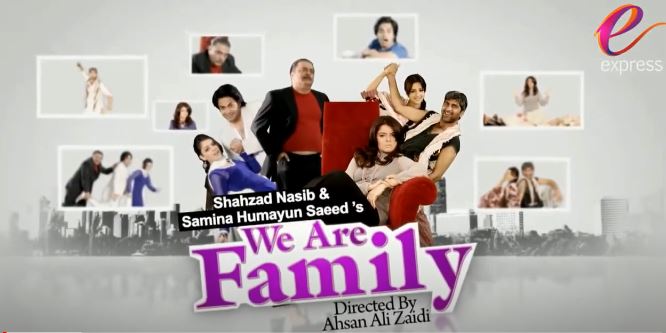 express
Shahzad Nasib &
Samina Humayun Saeed 's
We Are
Family
Directed By
Ahsan Ali Zaidi